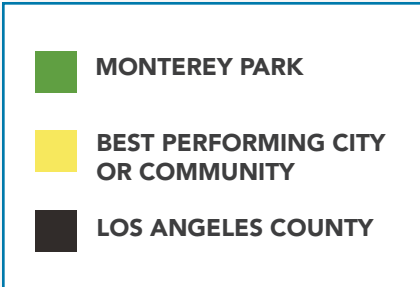 MONTEREY PARK
BEST PERFORMING CITY
OR COMMUNITY
LOS ANGELES COUNTY